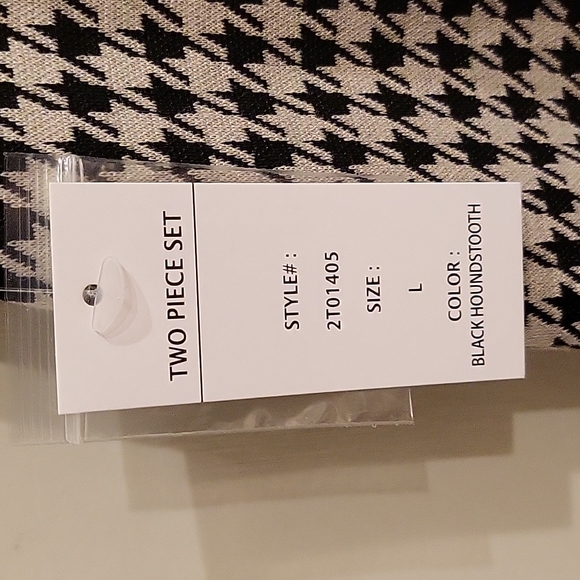 TWO PIECE SET
STYLE# :
2T01405
SIZE :
L
COLOR :
BLACK HOUNDSTOOTH